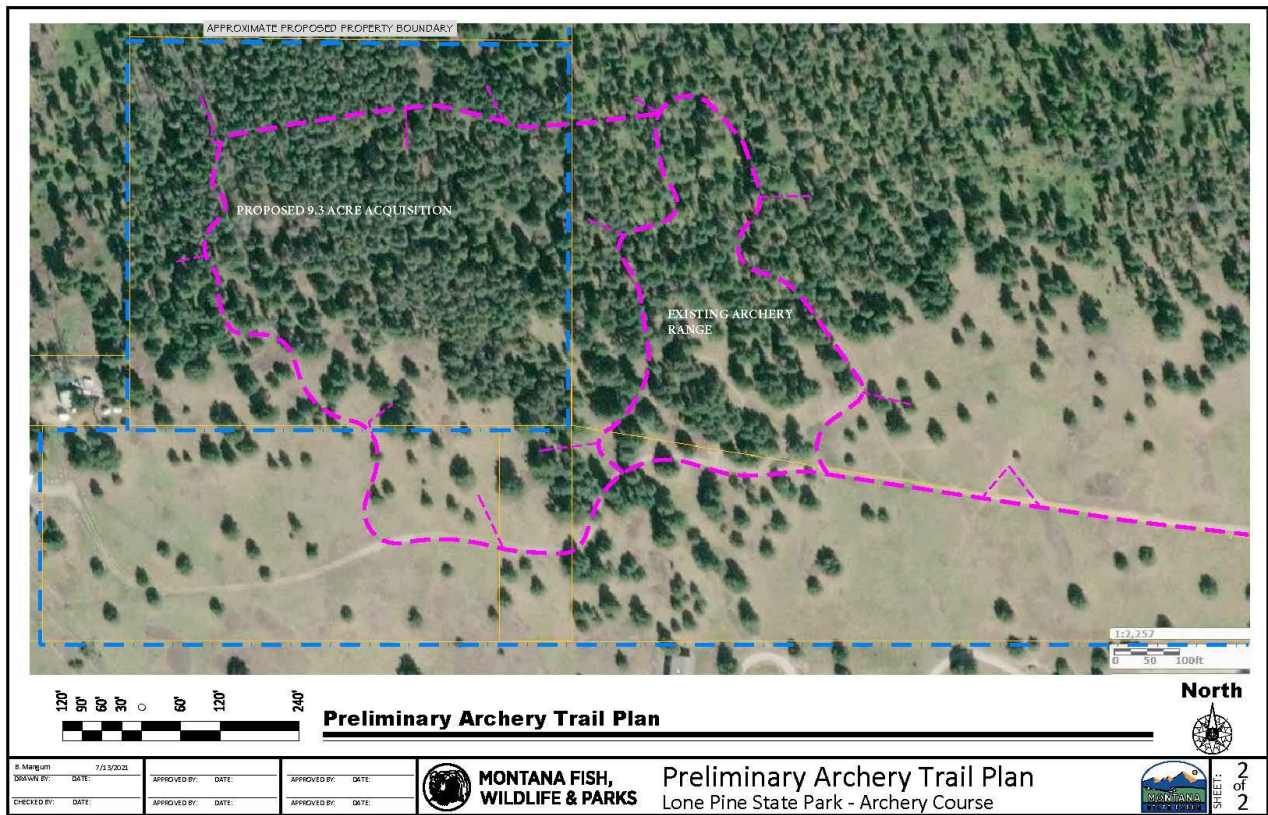 APPROXIMATE PROPOSED PROPERTY BOUNDARY
PROPOSED 9.3 ACRE ACQUISITION
EXISTING ARCHERY
RANGE
1:2,257
0 50 100ft
120' 90' 60' 30' 0 60' 120' 240'
Preliminary Archery Trail Plan
North
B. Mangum 7/13/2021
DRAWN BY: DATE:
APPROVED BY: DATE:
APPROVED BY: DATE:
CHECKED BY: DATE:
APPROVED BY: DATE:
APPROVED BY: DATE:
MONTANA FISH,
WILDLIFE & PARKS
Preliminary Archery Trail Plan
Lone Pine State Park - Archery Course
MONTANA
STATE PARKS
SHEET:
2
of
2